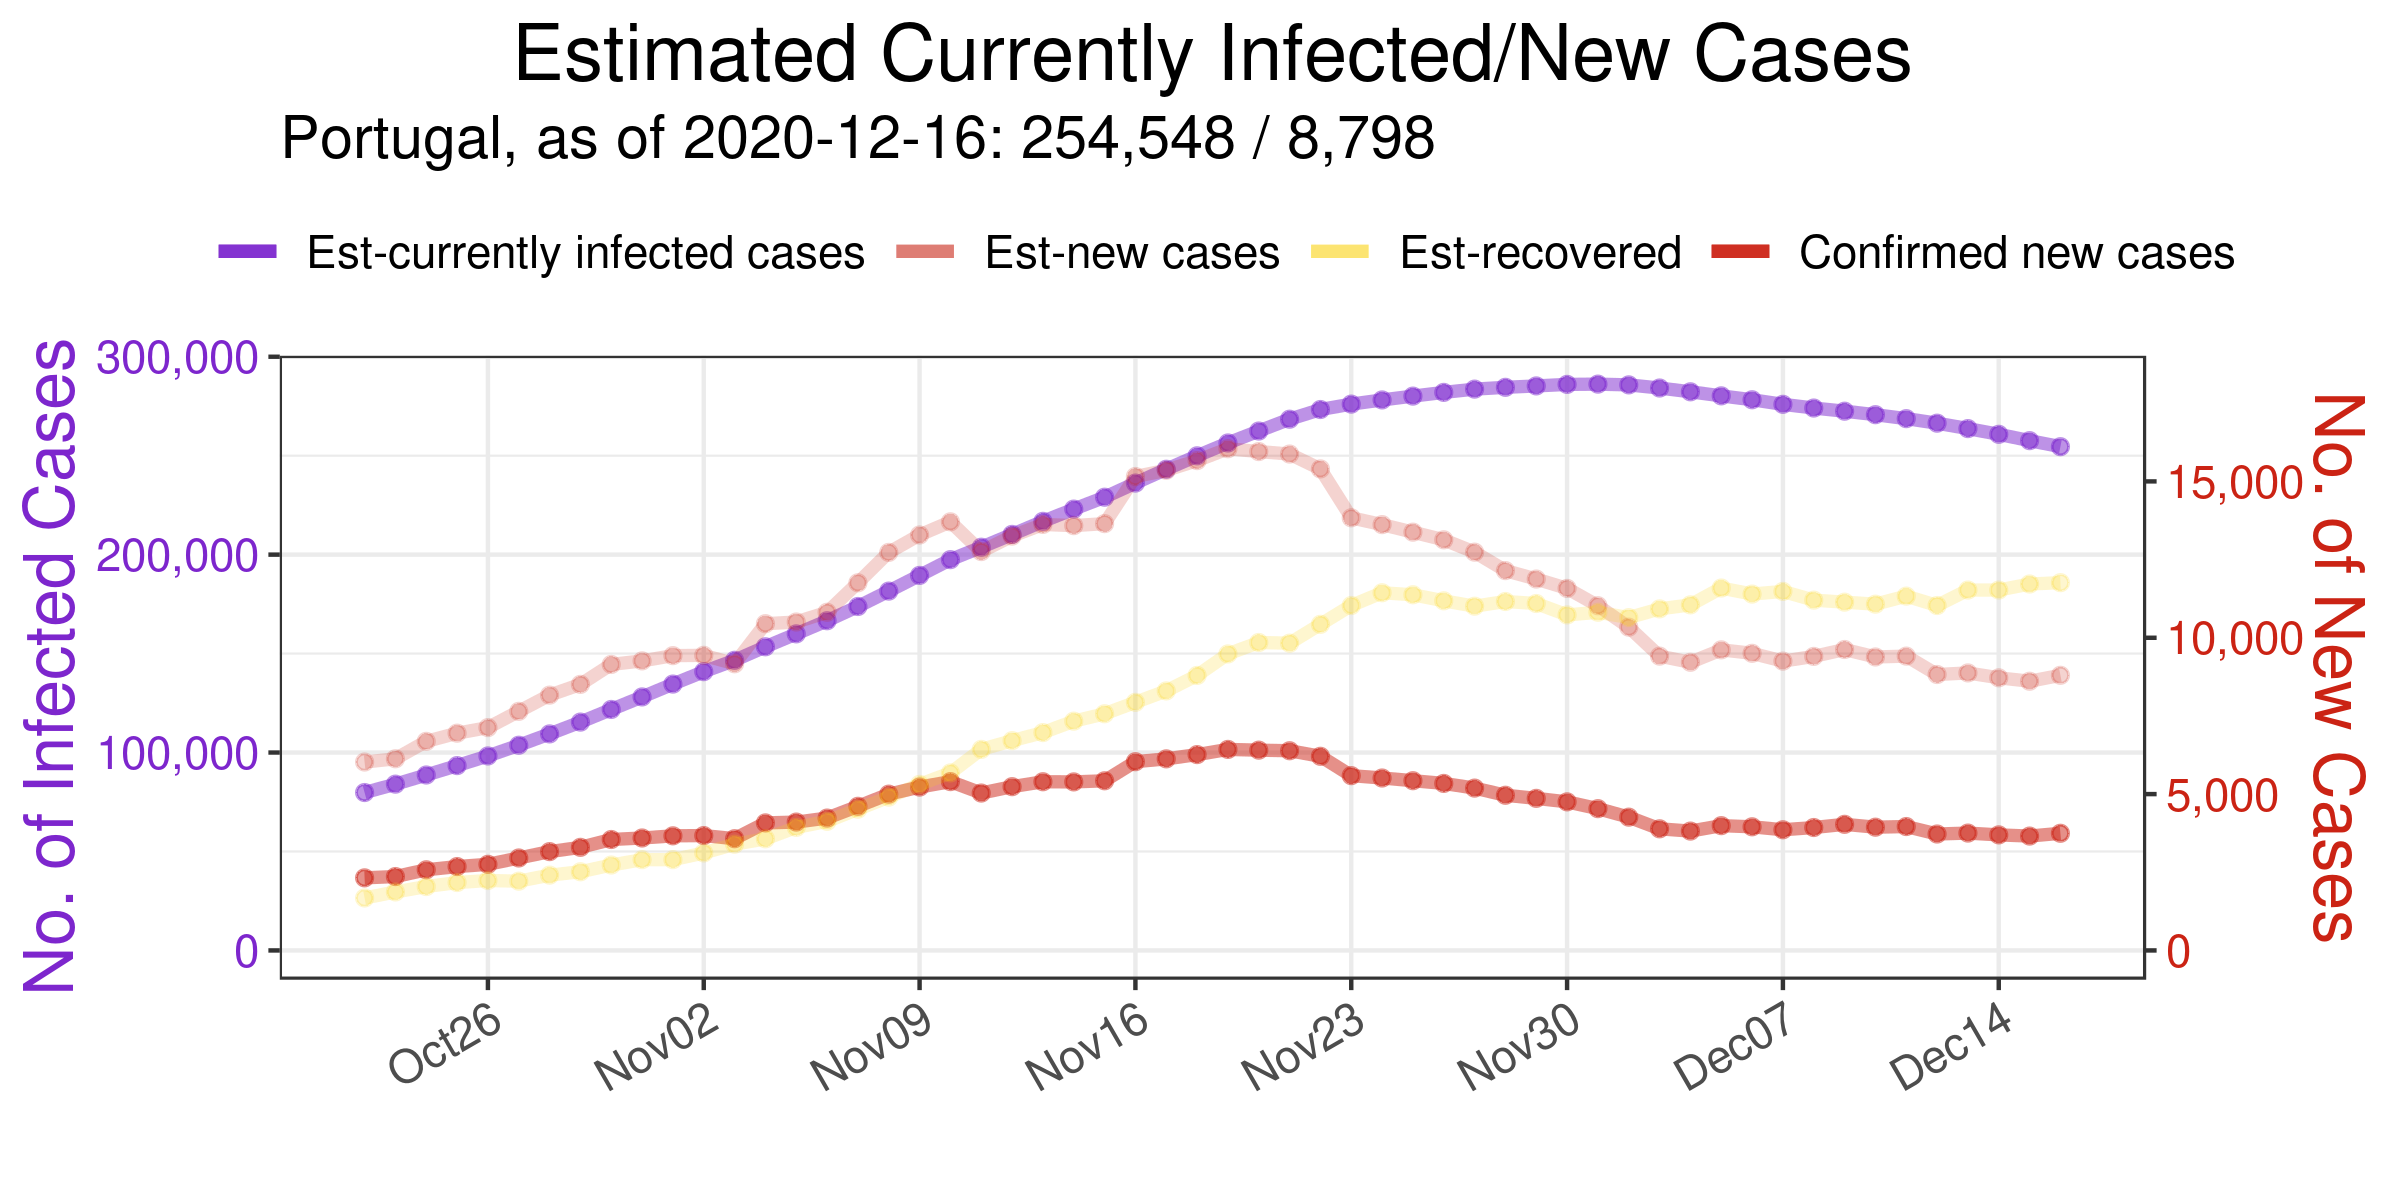 Estimated Currently Infected/New Cases
Portugal, as of 2020-12-16: 254,548 / 8,798
Est-currently infected cases Est-new cases Est-recovered Confirmed new cases
No. of Infected Cases
300,000
200,000
100,000
0
15,000
10,000
5,000
0
No. of New Cases
Oct26 Nov02 Nov09 Nov16 Nov23 Nov30 Dec07 Dec14